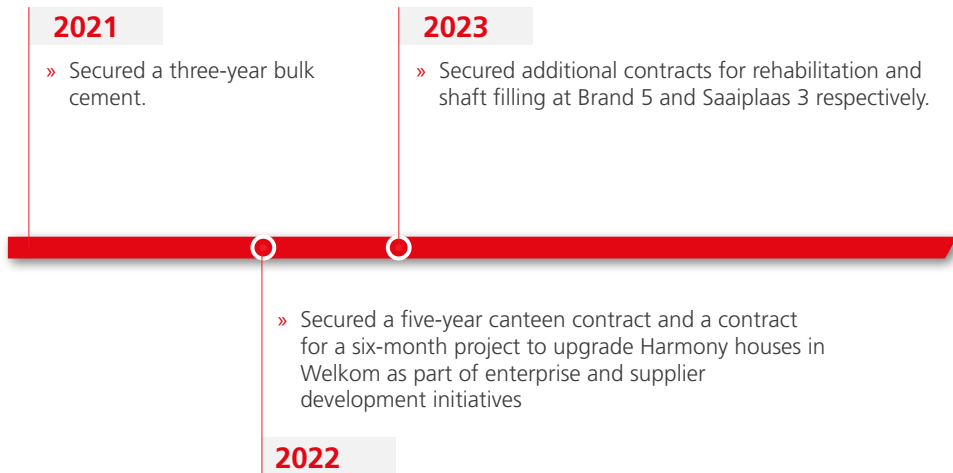 2021
» Secured a three-year bulk
cement.
2023
» Secured additional contracts for rehabilitation and
shaft filling at Brand 5 and Saaiplaas 3 respectively.
» Secured a five-year canteen contract and a contract
for a six-month project to upgrade Harmony houses in
Welkom as part of enterprise and supplier
development initiatives
2022